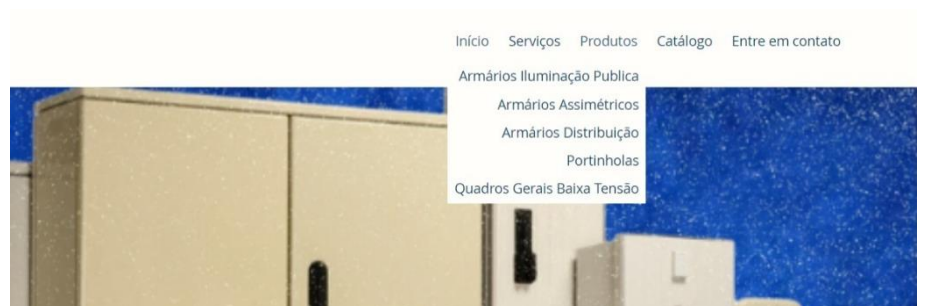 Início Serviços Produtos Catálogo Entre em contato
Armários Iluminação Publica
Armários Assimétricos
Armários Distribuição
Portinholas
Quadros Gerais Baixa Tensão